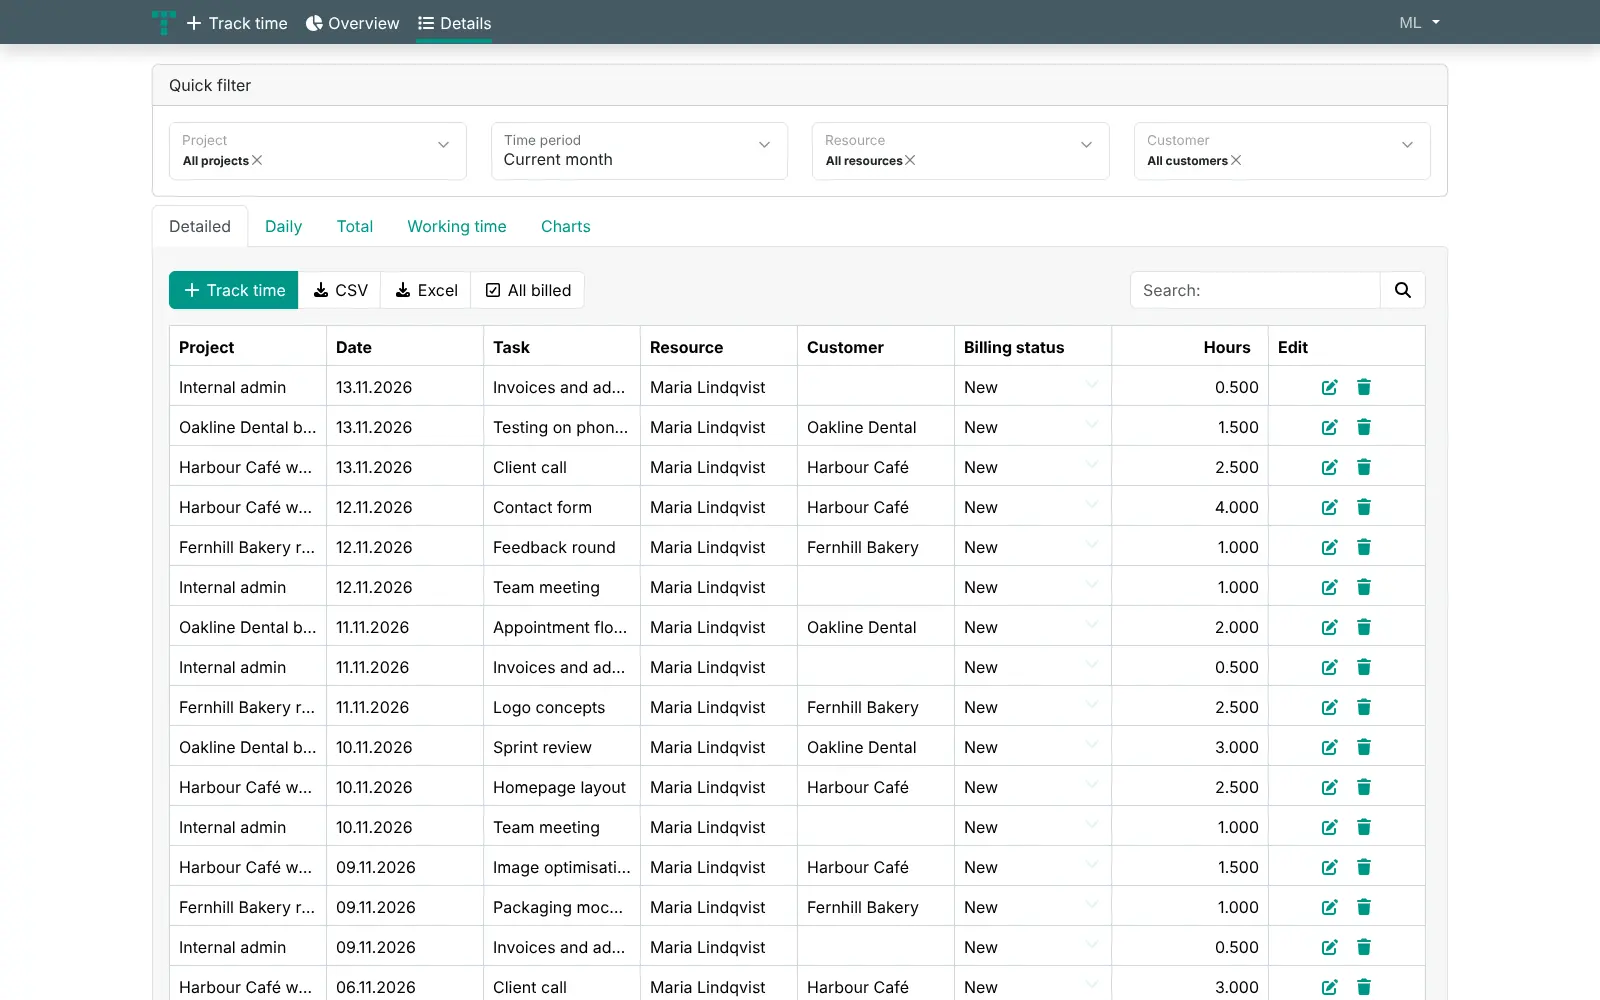 Track time Overview Details ML
Quick filter
Project Time period Resource Customer
All projects Current month All resources All customers
Detailed Daily Total Working time Charts
Track time CSV Excel All billed Search:
Project Date Task Resource Customer Billing status Hours Edit
Internal admin 13.11.2026 Invoices and ad... Maria Lindqvist New 0.500
Oakline Dental b... 13.11.2026 Testing on phon... Maria Lindqvist Oakline Dental New 1.500
Harbour Café w... 13.11.2026 Client call Maria Lindqvist Harbour Café New 2.500
Harbour Café w... 12.11.2026 Contact form Maria Lindqvist Harbour Café New 4.000
Fernhill Bakery r... 12.11.2026 Feedback round Maria Lindqvist Fernhill Bakery New 1.000
Internal admin 12.11.2026 Team meeting Maria Lindqvist New 1.000
Oakline Dental b... 11.11.2026 Appointment flo... Maria Lindqvist Oakline Dental New 2.000
Internal admin 11.11.2026 Invoices and ad... Maria Lindqvist New 0.500
Fernhill Bakery r... 11.11.2026 Logo concepts Maria Lindqvist Fernhill Bakery New 2.500
Oakline Dental b... 10.11.2026 Sprint review Maria Lindqvist Oakline Dental New 3.000
Harbour Café w... 10.11.2026 Homepage layout Maria Lindqvist Harbour Café New 2.500
Internal admin 10.11.2026 Team meeting Maria Lindqvist New 1.000
Harbour Café w... 09.11.2026 Image optimisati... Maria Lindqvist Harbour Café New 1.500
Fernhill Bakery r... 09.11.2026 Packaging moc... Maria Lindqvist Fernhill Bakery New 1.000
Internal admin 09.11.2026 Invoices and ad... Maria Lindqvist New 0.500
Harbour Café w... 06.11.2026 Client call Maria Lindqvist Harbour Café New 3.000